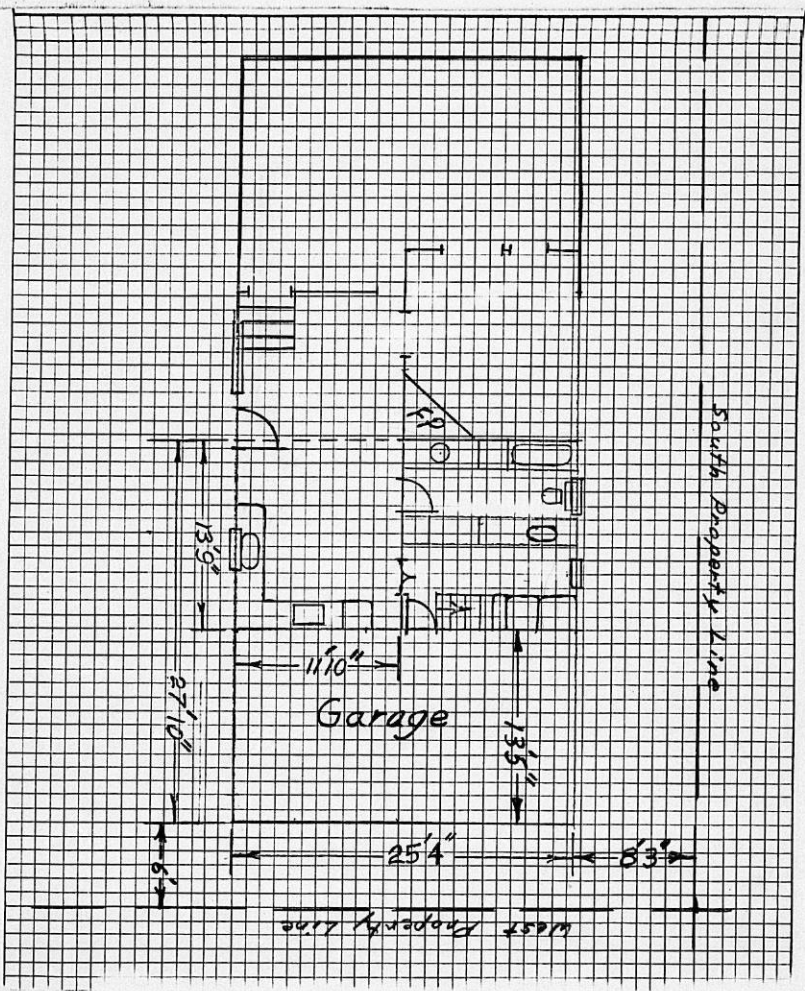 South Property Line
13'9"
11'10"
27'10"
Garage
13'5"
25'4"
8'3"
6'
West Property Line